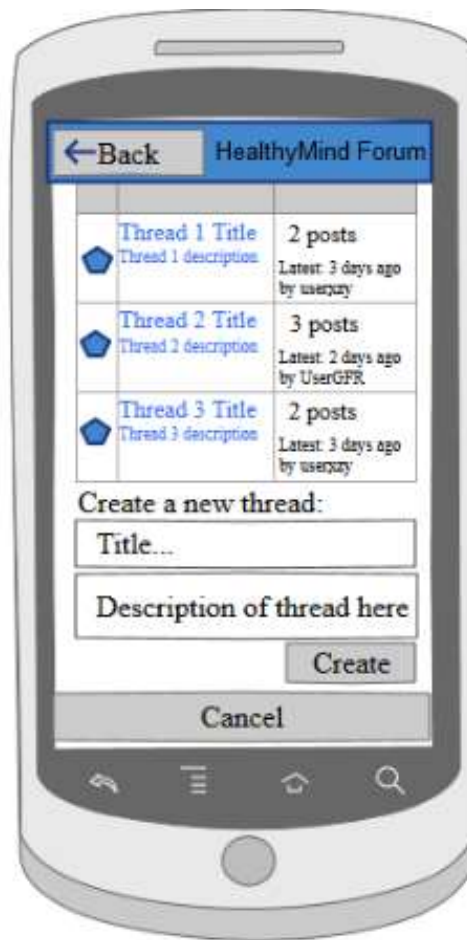 ←Back
HealthyMind Forum
Thread 1 Title
Thread 1 description
2 posts
Latest: 3 days ago
by userxzy
Thread 2 Title
Thread 2 description
3 posts
Latest: 2 days ago
by UserGFR
Thread 3 Title
Thread 3 description
2 posts
Latest: 3 days ago
by userxzy
Create a new thread:
Title...
Description of thread here
Create
Cancel